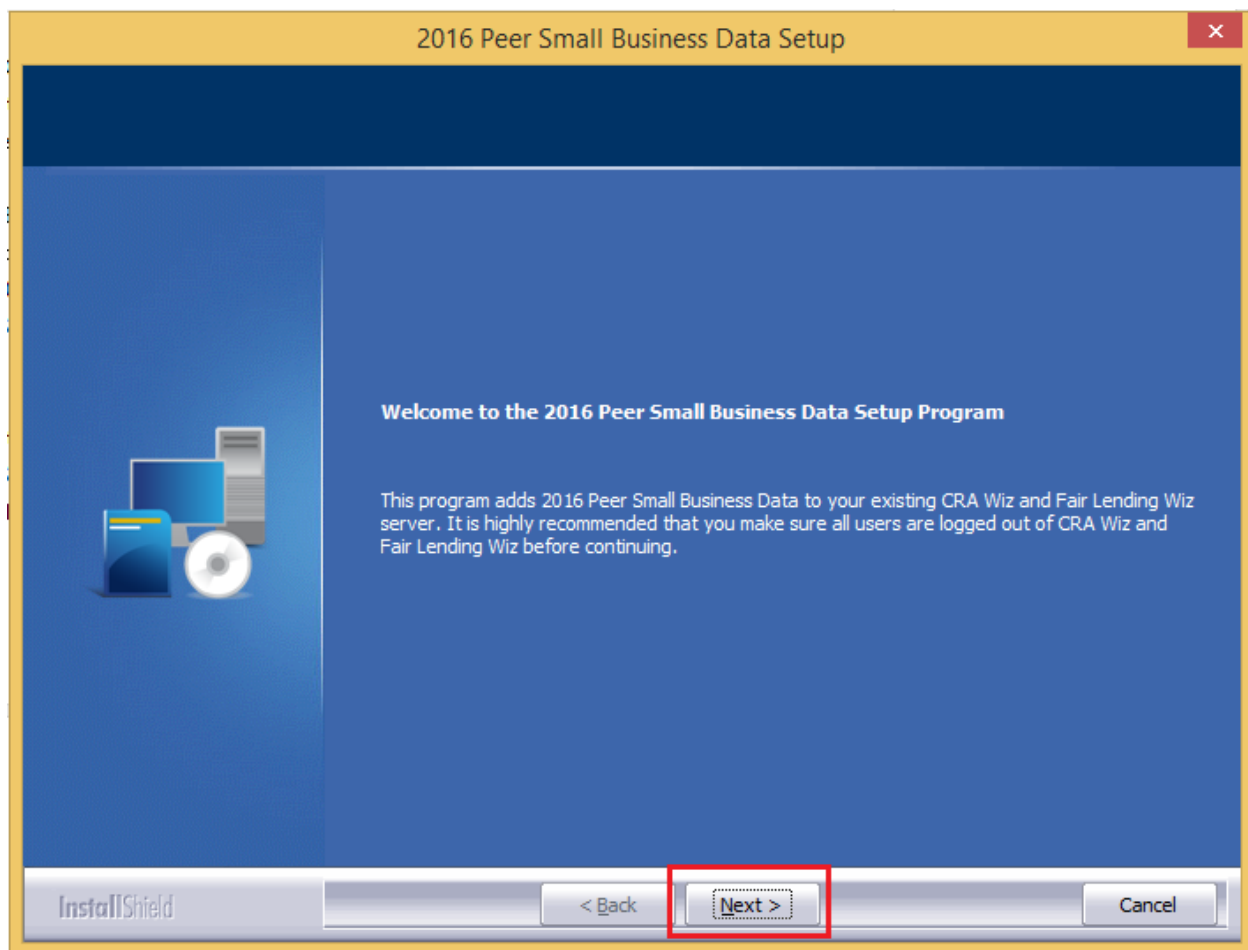 2016 Peer Small Business Data Setup
Welcome to the 2016 Peer Small Business Data Setup Program
This program adds 2016 Peer Small Business Data to your existing CRA Wiz and Fair Lending Wiz
server. It is highly recommended that you make sure all users are logged out of CRA Wiz and
Fair Lending Wiz before continuing.
InstallShield
< Back
Next >
Cancel